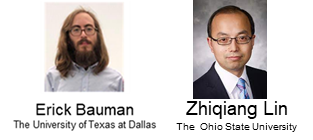 Erick Bauman
The University of Texas at Dallas
Zhiqiang Lin
The Ohio State University